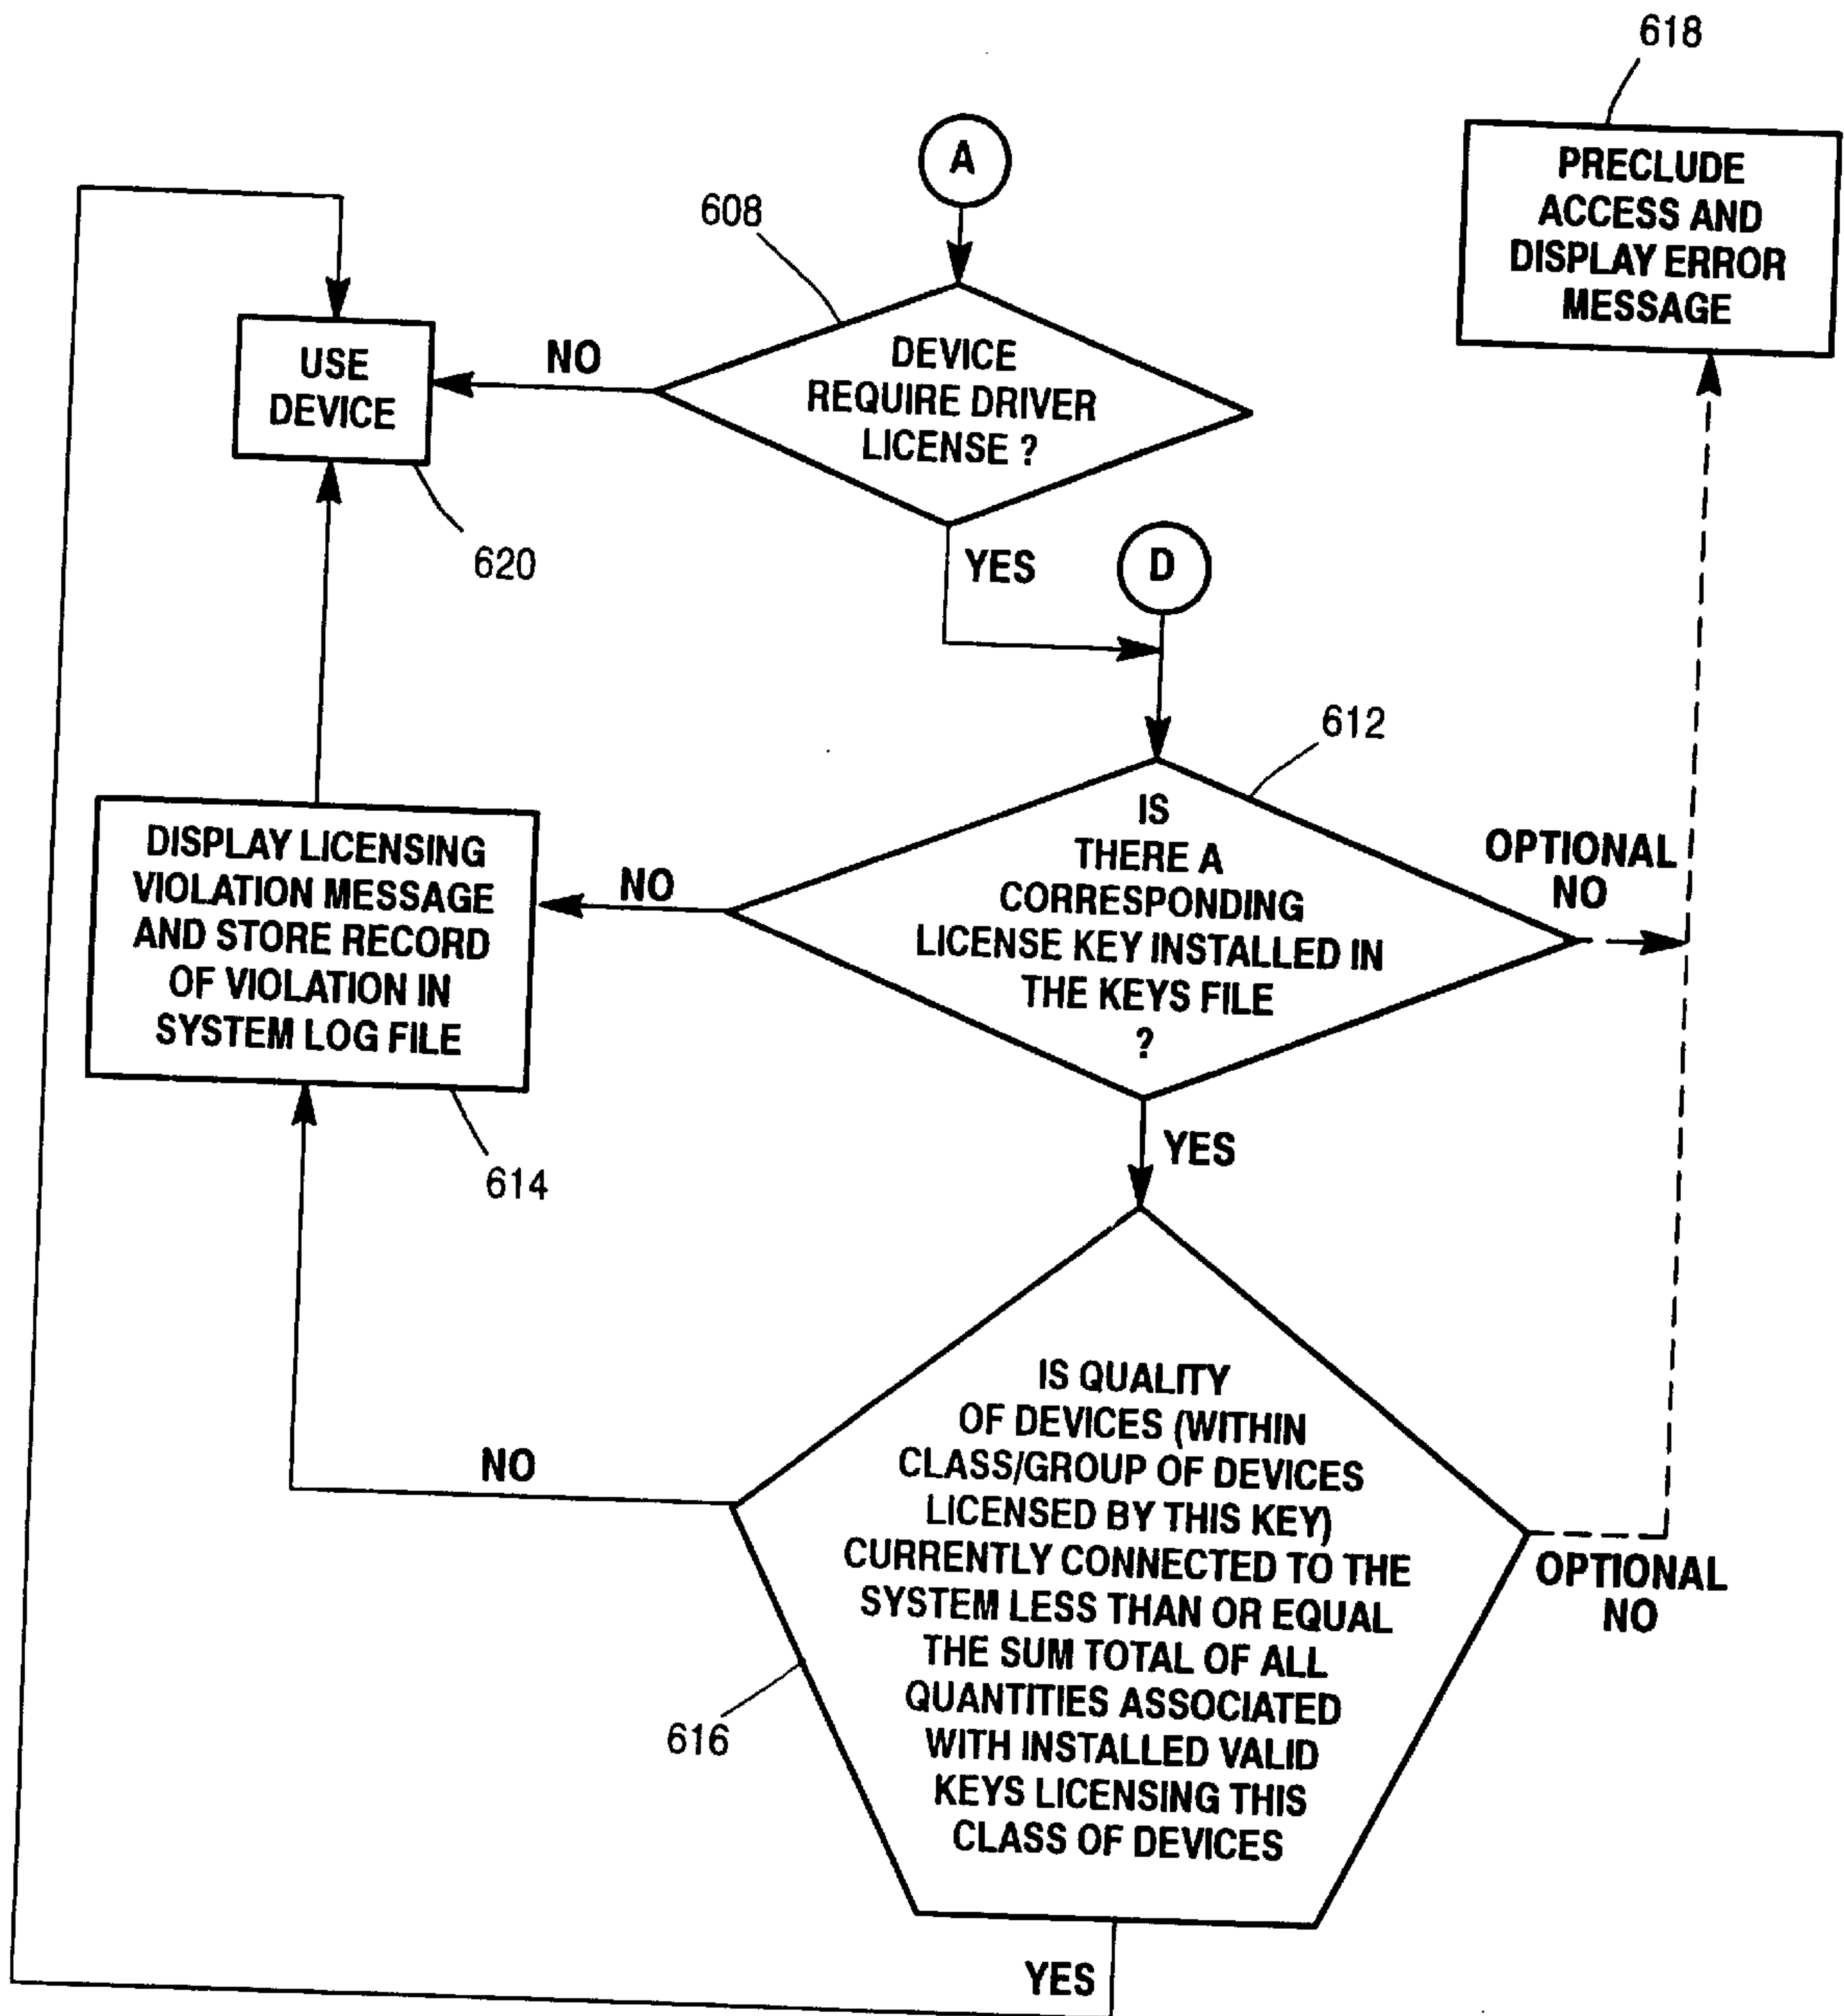 618
PRECLUDE
ACCESS AND
DISPLAY ERROR
MESSAGE
A
608
DEVICE
REQUIRE DRIVER
LICENSE ?
NO
USE
DEVICE
620
YES
D
612
IS
THERE A
CORRESPONDING
LICENSE KEY INSTALLED IN
THE KEYS FILE
?
OPTIONAL
NO
NO
DISPLAY LICENSING
VIOLATION MESSAGE
AND STORE RECORD
OF VIOLATION IN
SYSTEM LOG FILE
614
YES
IS QUALITY
OF DEVICES (WITHIN
CLASS/GROUP OF DEVICES
LICENSED BY THIS KEY)
CURRENTLY CONNECTED TO THE
SYSTEM LESS THAN OR EQUAL
THE SUM TOTAL OF ALL
QUANTITIES ASSOCIATED
WITH INSTALLED VALID
KEYS LICENSING THIS
CLASS OF DEVICES
NO
OPTIONAL
NO
616
YES